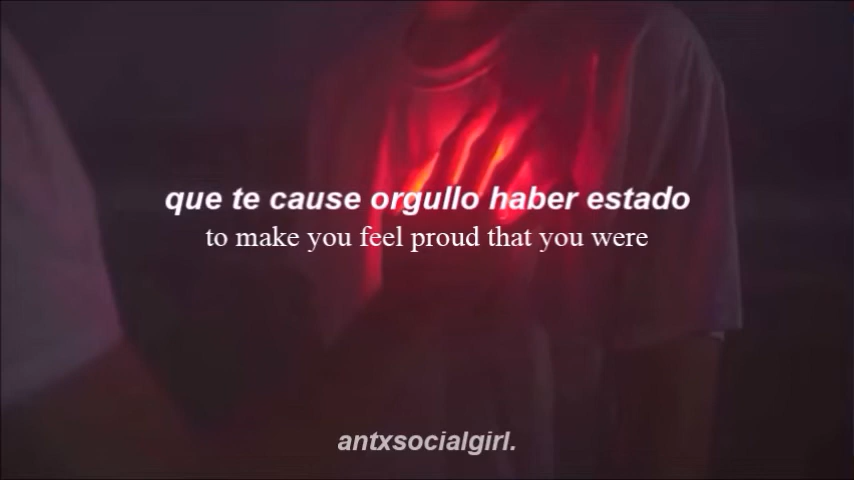 que te cause orgullo haber estado
to make you feel proud that you were
antxsocialgirl.